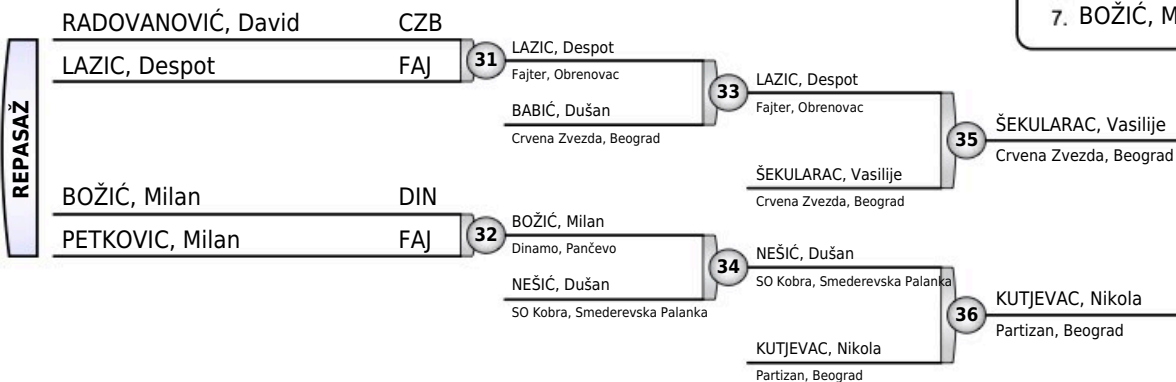 7. BOŽIĆ, M
REPASAŽ
RADOVANOVIĆ, David CZB
LAZIC, Despot FAJ
31
LAZIC, Despot
Fajter, Obrenovac
BABIĆ, Dušan
Crvena Zvezda, Beograd
33
LAZIC, Despot
Fajter, Obrenovac
ŠEKULARAC, Vasilije
Crvena Zvezda, Beograd
35
ŠEKULARAC, Vasilije
Crvena Zvezda, Beograd
BOŽIĆ, Milan DIN
PETKOVIC, Milan FAJ
32
BOŽIĆ, Milan
Dinamo, Pančevo
NEŠIĆ, Dušan
SO Kobra, Smederevska Palanka
34
NEŠIĆ, Dušan
SO Kobra, Smederevska Palanka
KUTJEVAC, Nikola
Partizan, Beograd
36
KUTJEVAC, Nikola
Partizan, Beograd